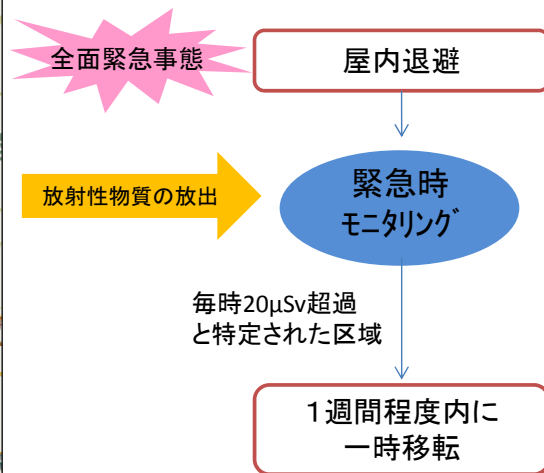 全面緊急事態
屋内退避
放射性物質の放出
緊急時
ﾓﾆﾀﾘﾝｸﾞ
毎時20μSv超過
と特定された区域
１週間程度内に
一時移転